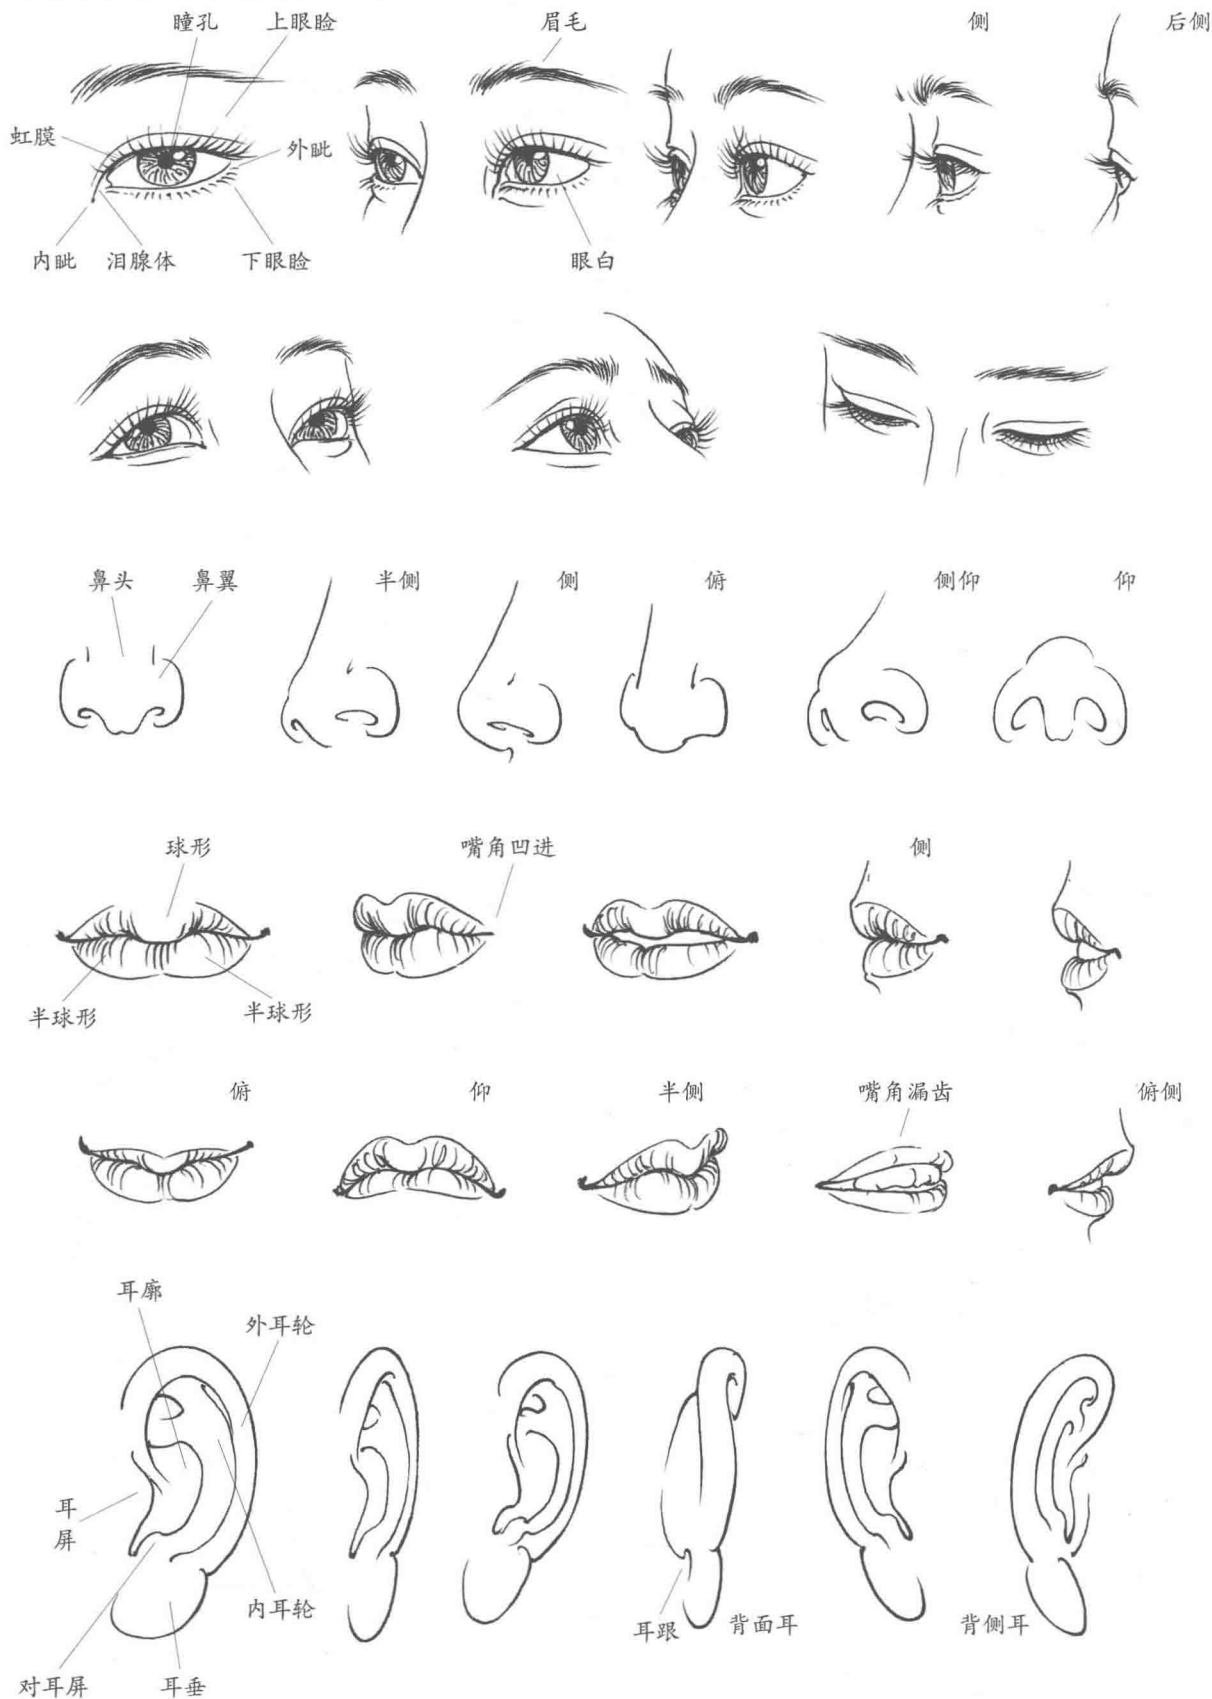 瞳孔 上眼睑 眉毛 侧 后侧
虹膜 外眦
内眦 泪腺体 下眼睑 眼白
鼻头 鼻翼 半侧 侧 俯 侧仰 仰
球形 嘴角凹进 侧
半球形 半球形
俯 仰 半侧 嘴角漏齿 俯侧
耳廓
外耳轮
耳
屏
内耳轮 耳跟 背面耳 背侧耳
对耳屏 耳垂